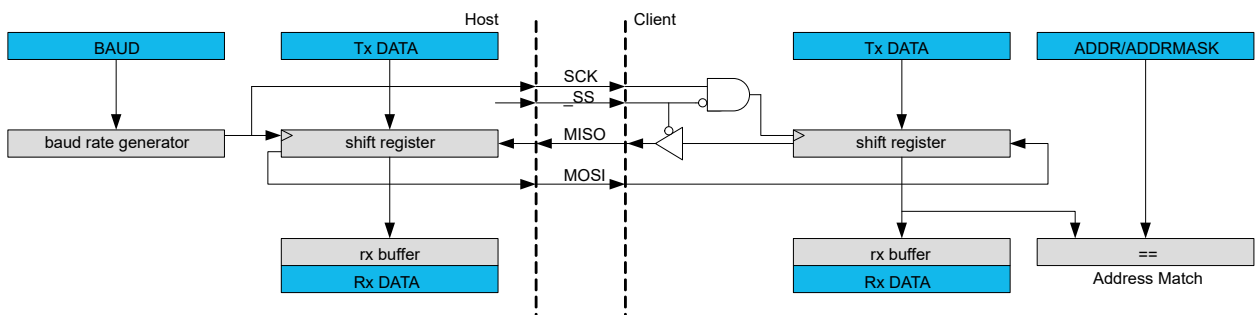 Host
Client
BAUD
Tx DATA
Tx DATA
ADDR/ADDRMASK
SCK
_SS
baud rate generator
shift register
MISO
shift register
MOSI
rx buffer
rx buffer
==
Rx DATA
Rx DATA
Address Match